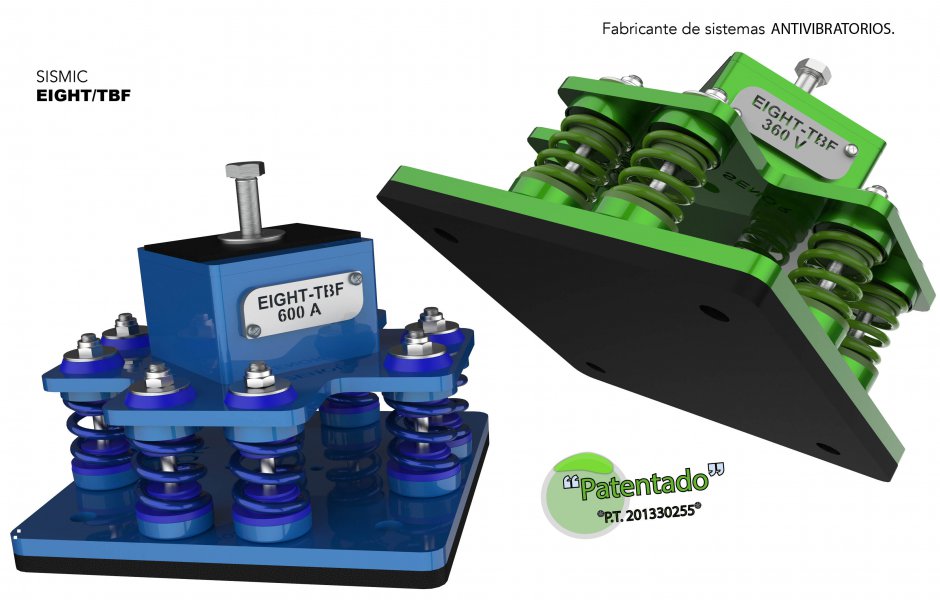 Fabricante de sistemas ANTIVIBRATORIOS.
SISMIC
EIGHT/TBF
EIGHT-TBF
360 V
EIGHT-TBF
600 A
"Patentado"
"P.T. 201330255"